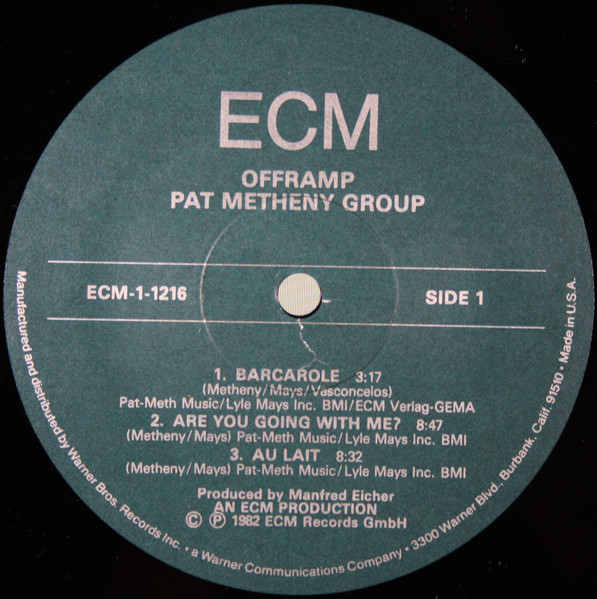 ECM
OFFRAMP
PAT METHENY GROUP
ECM-1-1216
SIDE 1
1. BARCAROLE 3:17
(Metheny/Mays/Vasconcelos)
Pat-Meth Music/Lyle Mays Inc. BMI/ECM Verlag-GEMA
2. ARE YOU GOING WITH ME? 8:47
(Metheny/Mays) Pat-Meth Music/Lyle Mays Inc. BMI
3. AU LAIT 8:32
(Metheny/Mays) Pat-Meth Music/Lyle Mays Inc. BMI
Produced by Manfred Eicher
AN ECM PRODUCTION
© ℗ 1982 ECM Records GmbH
Manufactured and distributed by Warner Bros. Records Inc. • a Warner Communications Company • 3300 Warner Blvd., Burbank, Calif. 91510 • Made in U.S.A.